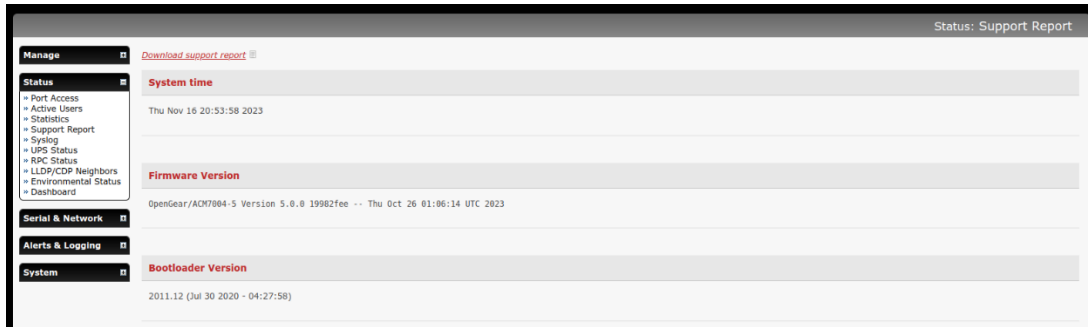 Status: Support Report
Manage
Download support report
Status
» Port Access
» Active Users
» Statistics
» Support Report
» Syslog
» UPS Status
» RPC Status
» LLDP/CDP Neighbors
» Environmental Status
» Dashboard
Serial & Network
Alerts & Logging
System
System time
Thu Nov 16 20:53:58 2023
Firmware Version
OpenGear/ACM7004-5 Version 5.0.0 19982fee -- Thu Oct 26 01:06:14 UTC 2023
Bootloader Version
2011.12 (Jul 30 2020 - 04:27:58)